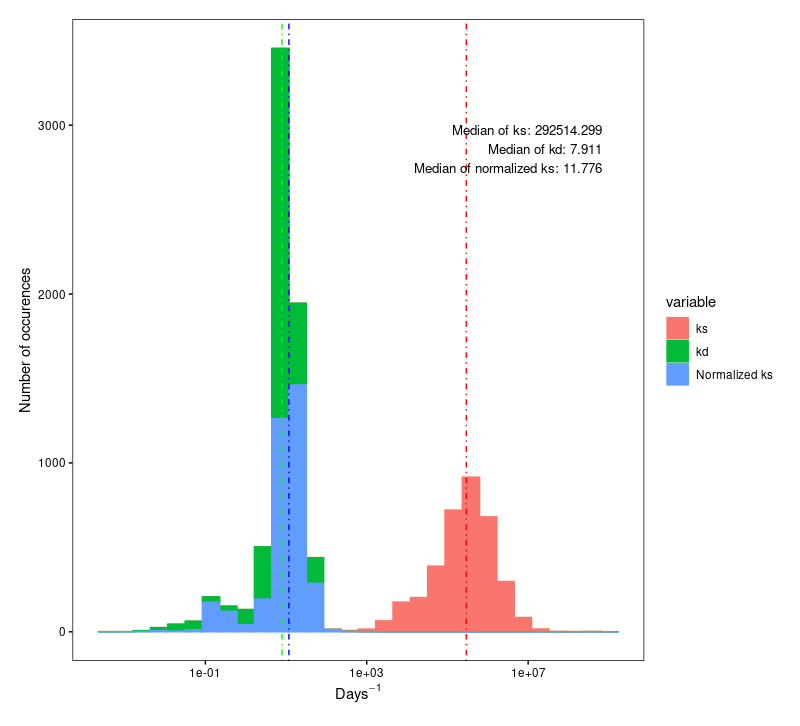 3000
2000
1000
0
Number of occurences
1e-01
1e+03
1e+07
Days⁻¹
Median of ks: 292514.299
Median of kd: 7.911
Median of normalized ks: 11.776
variable
ks
kd
Normalized ks